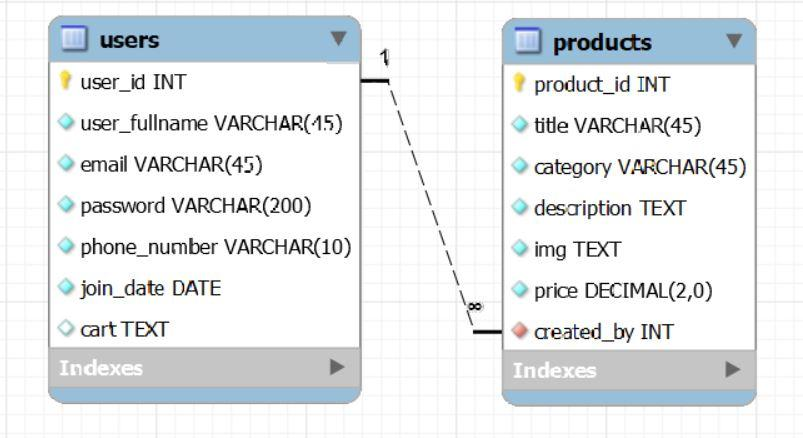 users
user_id INT
user_fullname VARCHAR(45)
email VARCHAR(45)
password VARCHAR(200)
phone_number VARCHAR(10)
join_date DATE
cart TEXT
Indexes
1
∞
products
product_id INT
title VARCHAR(45)
category VARCHAR(45)
description TEXT
img TEXT
price DECIMAL(2,0)
created_by INT
Indexes